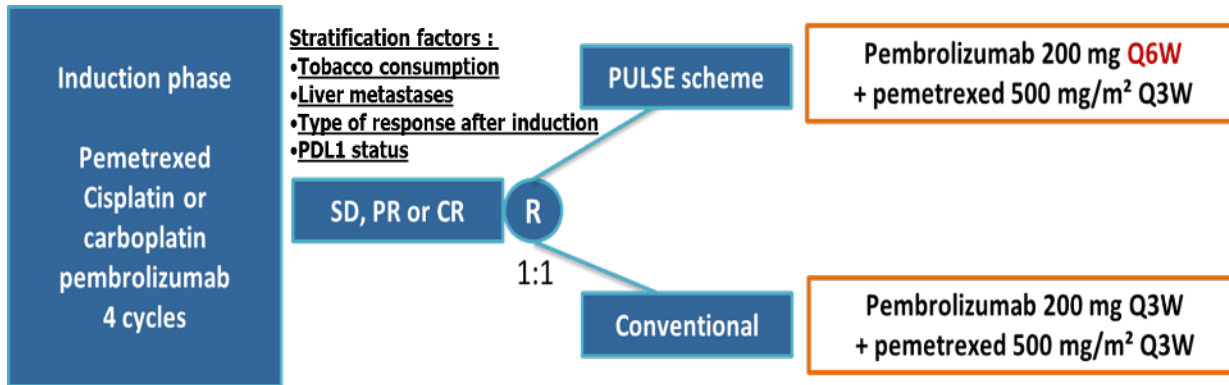 Induction phase
Pemetrexed
Cisplatin or
carboplatin
pembrolizumab
4 cycles
Stratification factors :
•Tobacco consumption
•Liver metastases
•Type of response after induction
•PDL1 status
SD, PR or CR
R
1:1
PULSE scheme
Pembrolizumab 200 mg Q6W
+ pemetrexed 500 mg/m² Q3W
Conventional
Pembrolizumab 200 mg Q3W
+ pemetrexed 500 mg/m² Q3W